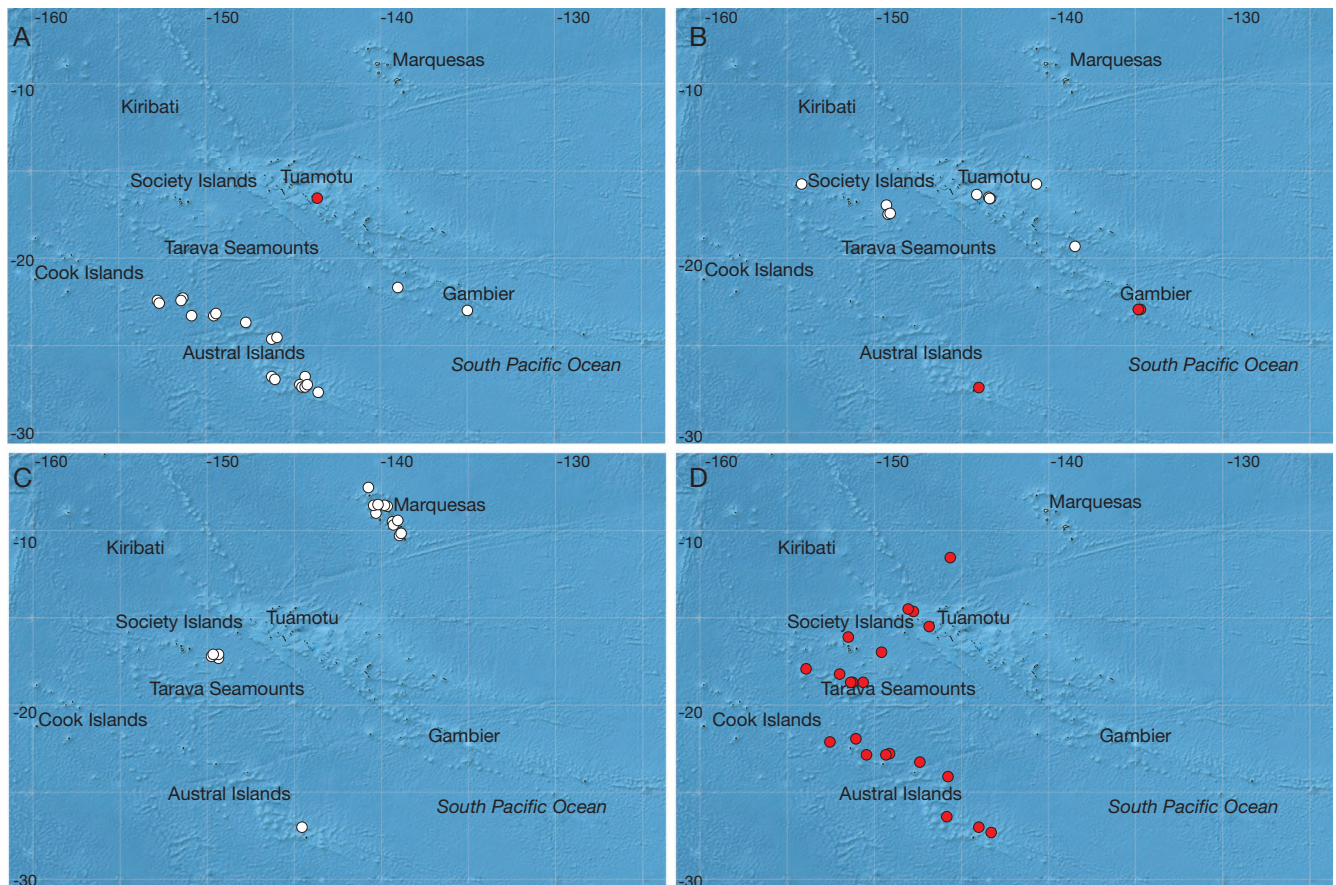 A
-160
-150
-140
-130
Marquesas
-10
Kiribati
Society Islands
Tuamotu
Tarava Seamounts
Cook Islands
-20
Gambier
Austral Islands
South Pacific Ocean
-30
B
-160
-150
-140
-130
Marquesas
-10
Kiribati
Society Islands
Tuamotu
Tarava Seamounts
Cook Islands
-20
Gambier
Austral Islands
South Pacific Ocean
-30
C
-160
-150
-140
-130
Marquesas
-10
Kiribati
Society Islands
Tuamotu
Tarava Seamounts
Cook Islands
-20
Gambier
Austral Islands
South Pacific Ocean
-30
D
-160
-150
-140
-130
Marquesas
-10
Kiribati
Society Islands
Tuamotu
Tarava Seamounts
Cook Islands
-20
Gambier
Austral Islands
South Pacific Ocean
-30